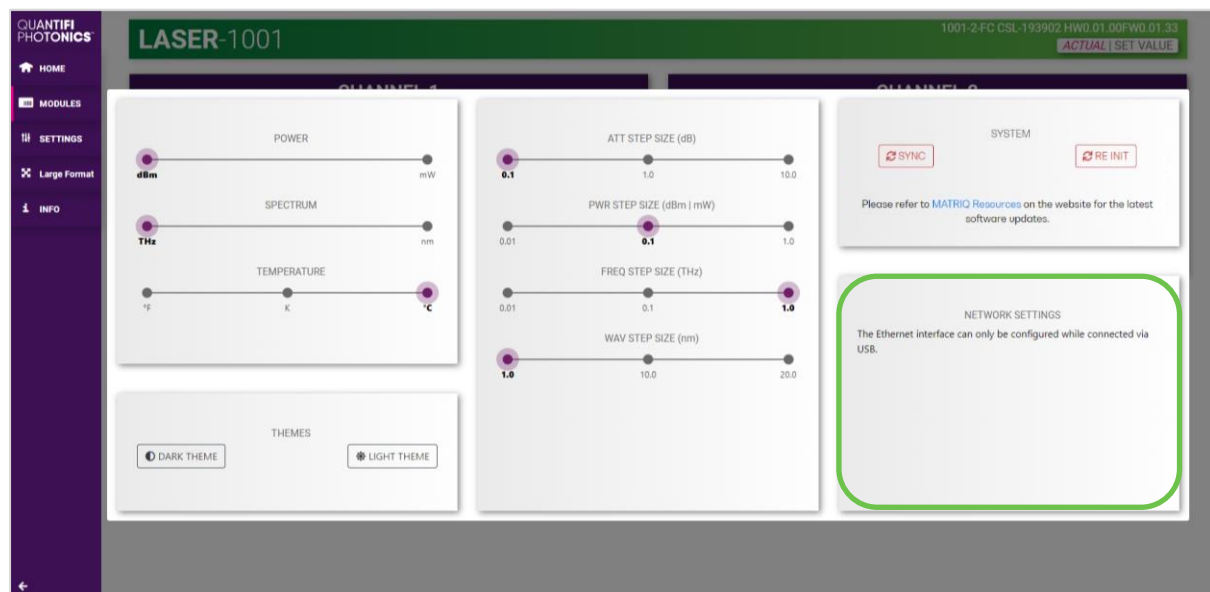 QUANTIFI
PHOTONICS
HOME
MODULES
SETTINGS
Large Format
INFO
LASER-1001
1001-2-FC CSL-193902 HW0.01.00FW0.01.33
ACTUAL | SET VALUE
CHANNEL 1
CHANNEL 2
POWER
dBm mW
SPECTRUM
THz nm
TEMPERATURE
°F K °C
THEMES
DARK THEME LIGHT THEME
ATT STEP SIZE (dB)
0.1 1.0 10.0
PWR STEP SIZE (dBm | mW)
0.01 0.1 1.0
FREQ STEP SIZE (THz)
0.01 0.1 1.0
WAV STEP SIZE (nm)
1.0 10.0 20.0
SYSTEM
SYNC RE INIT
Please refer to MATRIQ Resources on the website for the latest
software updates.
NETWORK SETTINGS
The Ethernet interface can only be configured while connected via
USB.